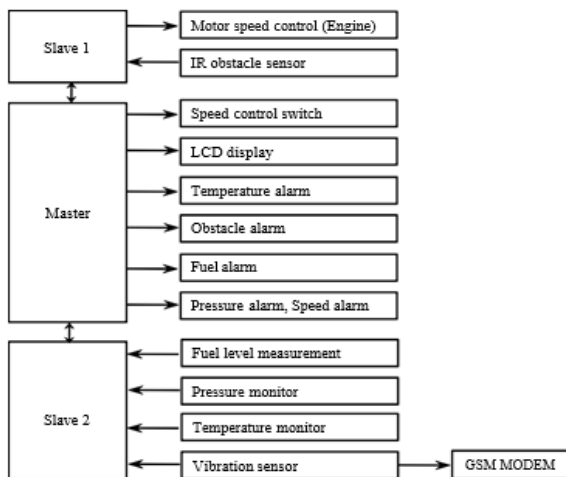 Slave 1
Motor speed control (Engine)
IR obstacle sensor
Master
Speed control switch
LCD display
Temperature alarm
Obstacle alarm
Fuel alarm
Pressure alarm, Speed alarm
Slave 2
Fuel level measurement
Pressure monitor
Temperature monitor
Vibration sensor
GSM MODEM